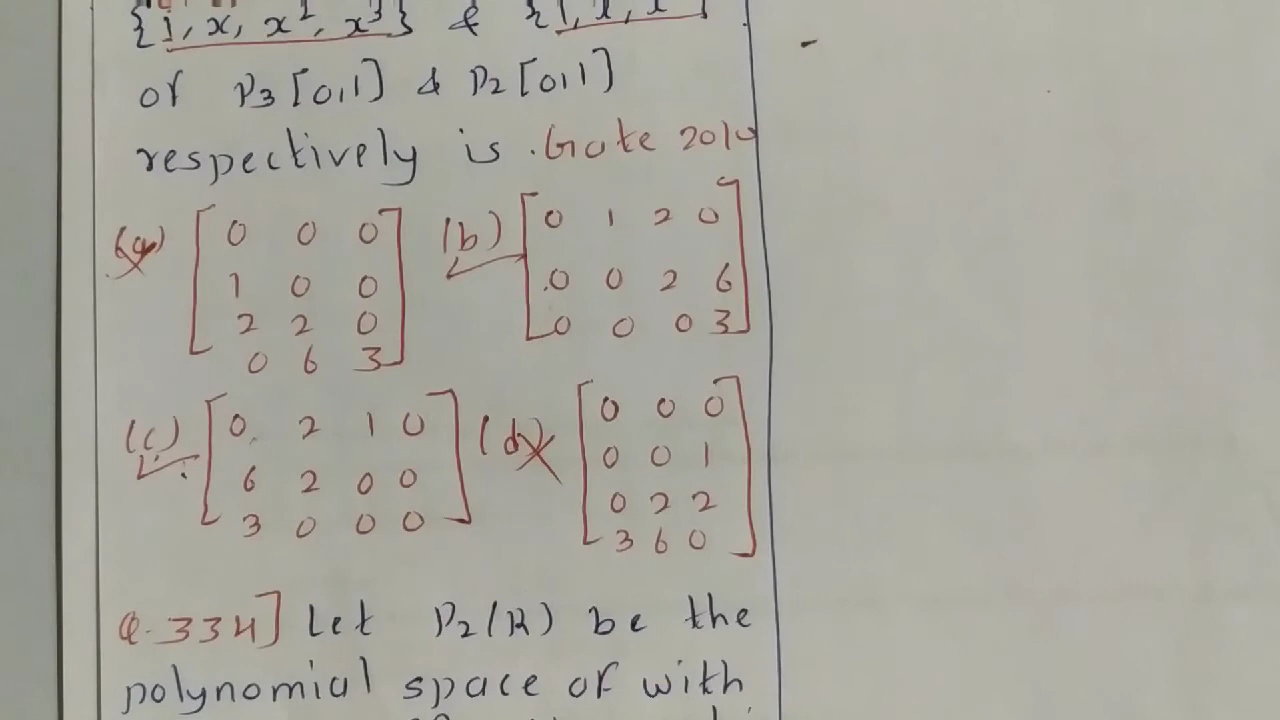 {1, x, x², x³} & {1, x, x
of P3 [0,1] & P2 [0,1]
respectively is . Gate 2010
(a) [0 0 0 (b) [0 1 2 0
1 0 0 0 0 2 6
2 2 0 0 0 0 3]
0 6 3]
(c) [0 2 1 0 (d) [0 0 0
6 2 0 0 0 0 1
3 0 0 0] 0 2 2
3 6 0]
Q.334] Let P2(R) be the
polynomial space of with